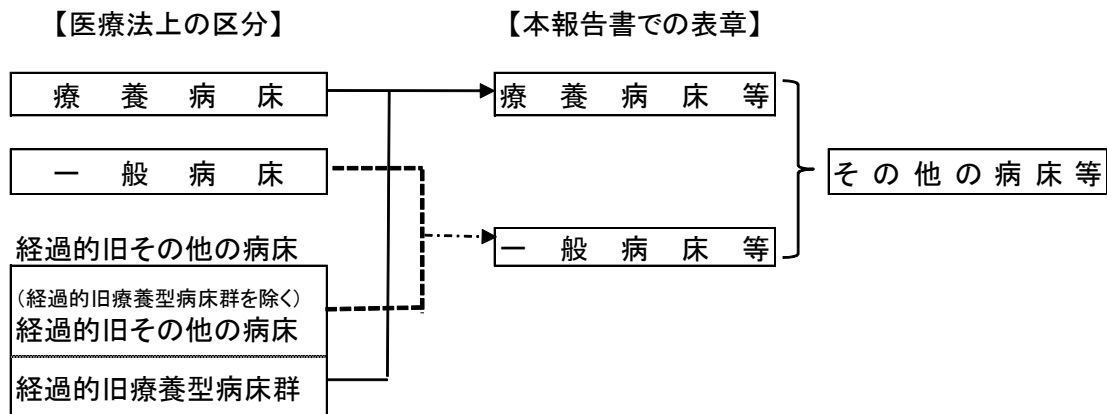 【医療法上の区分】
【本報告書での表章】
療養病床
療養病床等
一般病床
その他の病床等
経過的旧その他の病床
一般病床等
（経過的旧療養型病床群を除く）
経過的旧その他の病床
経過的旧療養型病床群